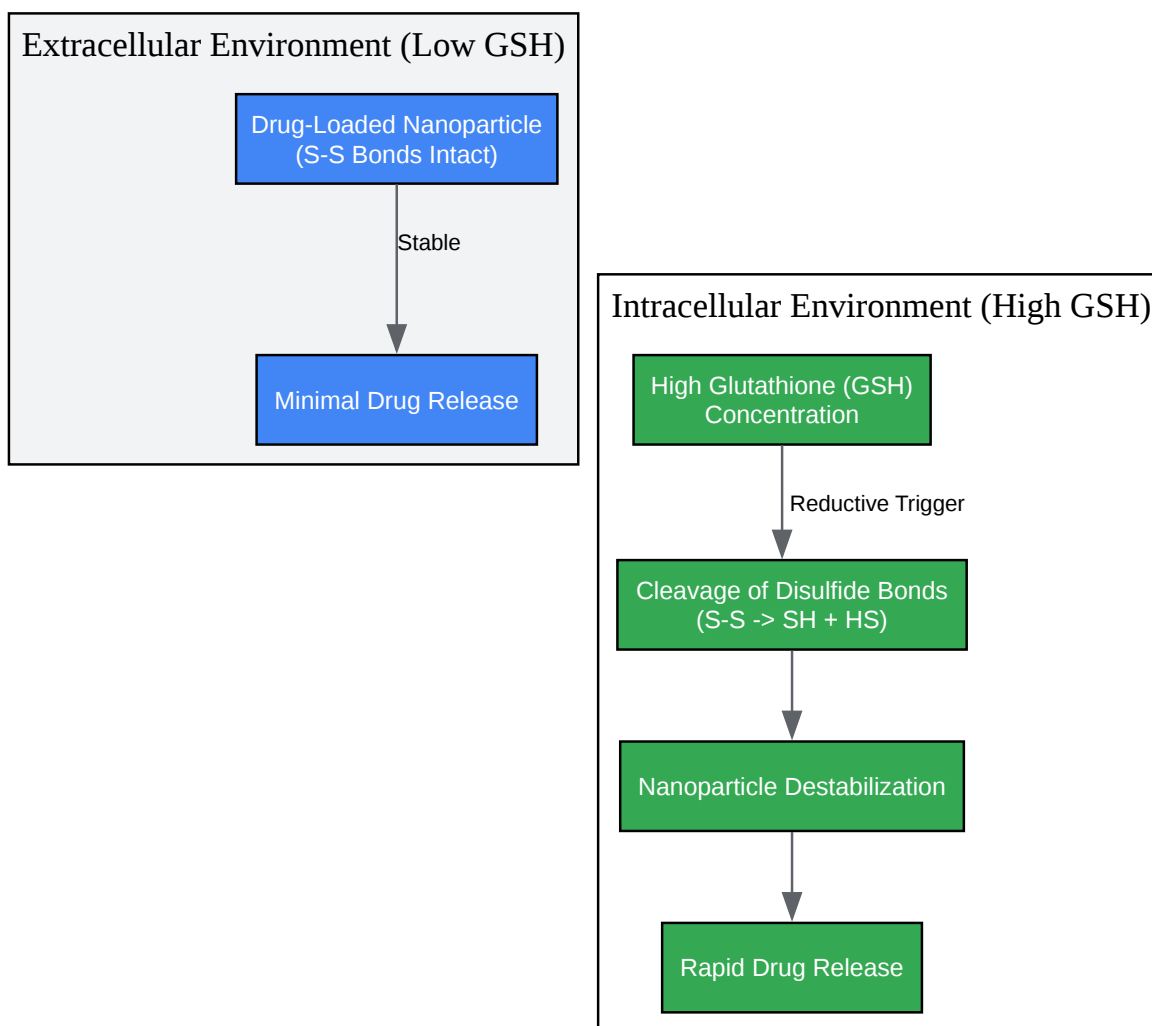 Extracellular Environment (Low GSH)
Drug-Loaded Nanoparticle
(S-S Bonds Intact)
Stable
Minimal Drug Release
Intracellular Environment (High GSH)
High Glutathione (GSH)
Concentration
Reductive Trigger
Cleavage of Disulfide Bonds
(S-S -> SH + HS)
Nanoparticle Destabilization
Rapid Drug Release